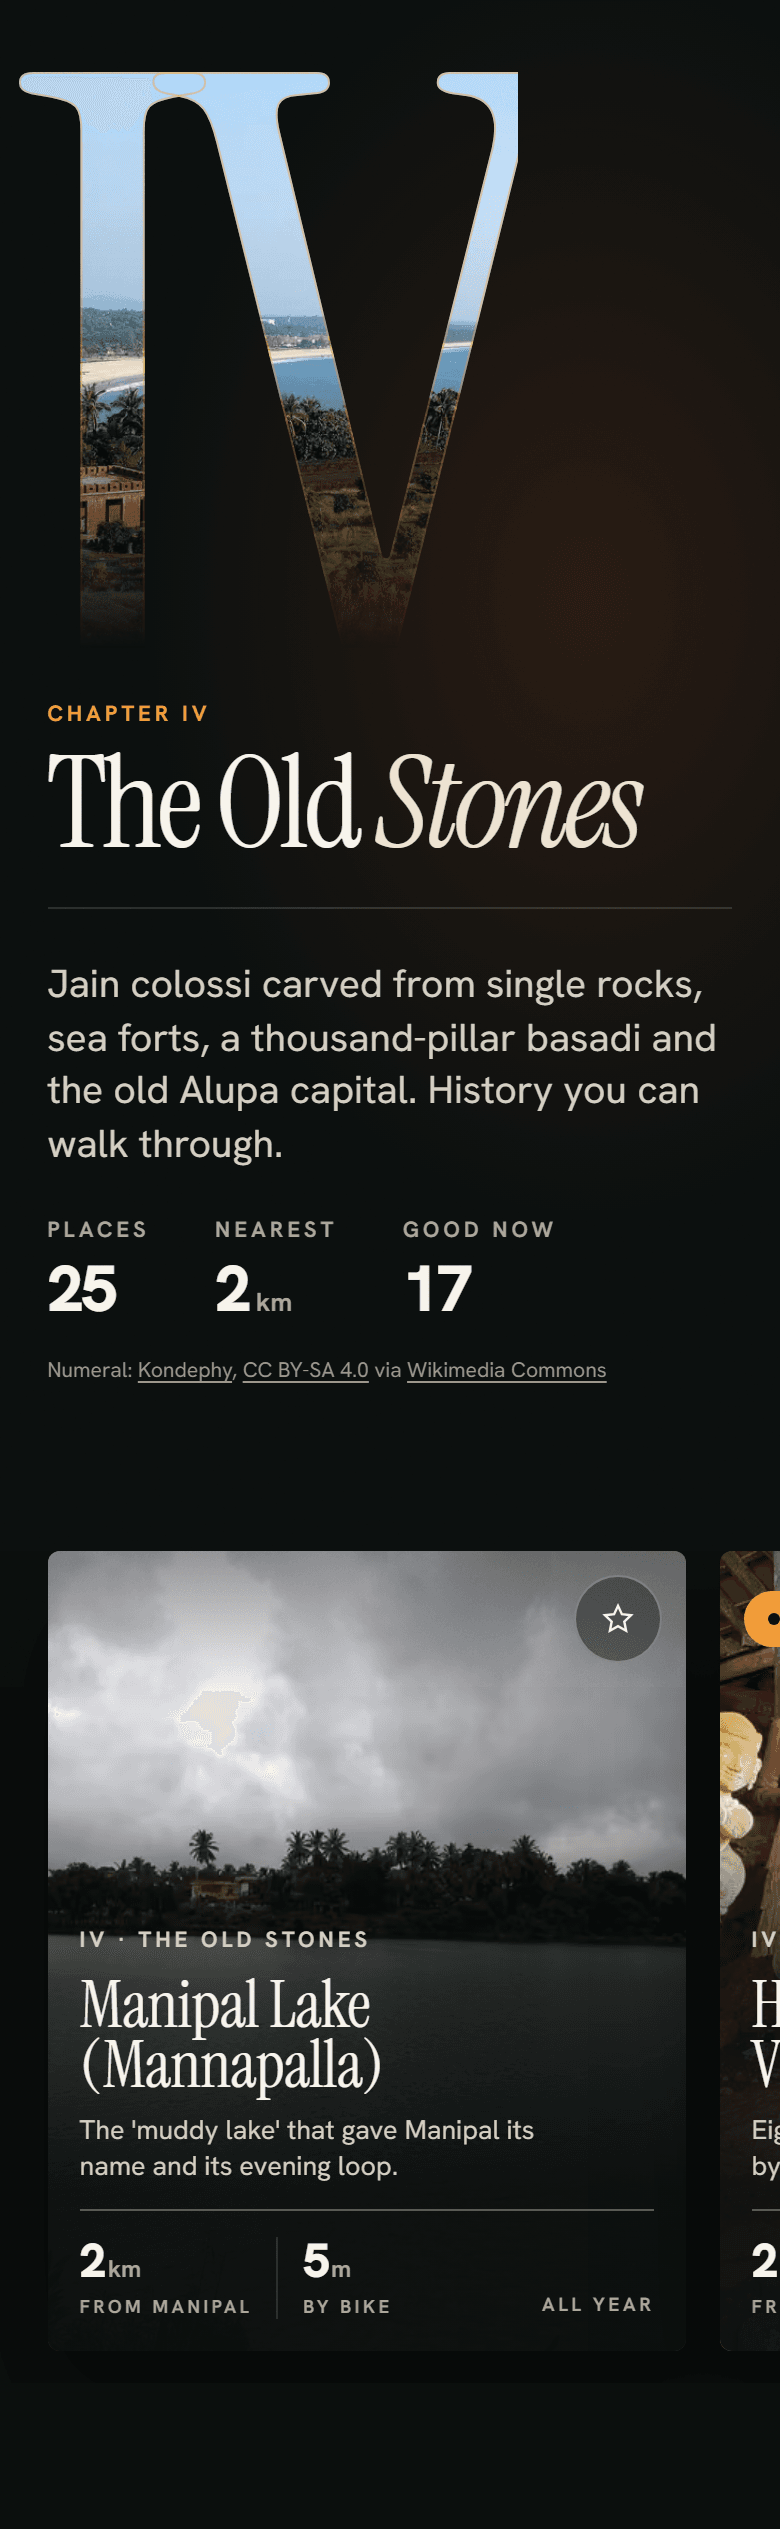 IV
CHAPTER IV
The Old Stones
Jain colossi carved from single rocks,
sea forts, a thousand-pillar basadi and
the old Alupa capital. History you can
walk through.
PLACES NEAREST GOOD NOW
25 2 km 17
Numeral: Kondephy, CC BY-SA 4.0 via Wikimedia Commons
IV · THE OLD STONES
Manipal Lake
(Mannapalla)
The 'muddy lake' that gave Manipal its
name and its evening loop.
2km 5m
FROM MANIPAL BY BIKE ALL YEAR